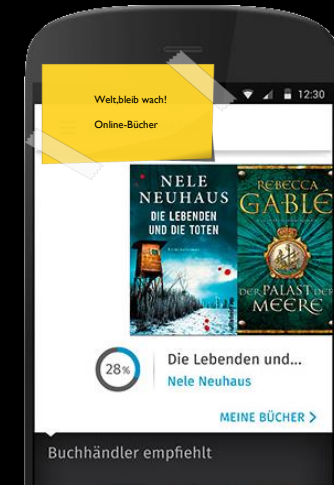 12:30
Welt,bleib wach!
Online-Bücher
NELE
NEUHAUS
DIE LEBENDEN
UND DIE TOTEN
REBECCA
GABLÉ
DER PALAST DER
MEERE
28%
Die Lebenden und...
Nele Neuhaus
MEINE BÜCHER >
Buchhändler empfiehlt